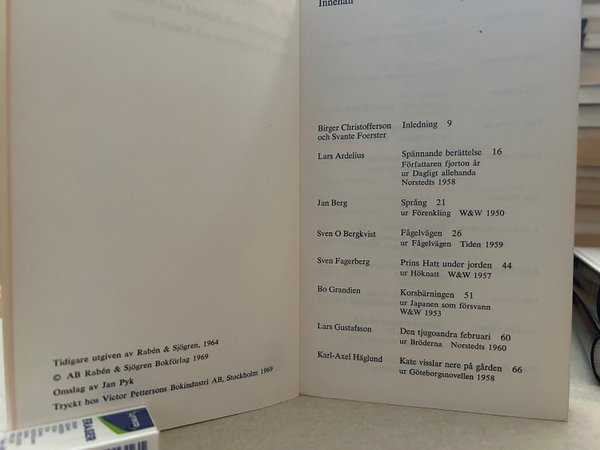 Tidigare utgiven av Rabén & Sjögren, 1964
© AB Rabén & Sjögren Bokförlag 1969
Omslag av Jan Pyk
Tryckt hos Victor Pettersons Bokindustri AB, Stockholm 1969
ERASER
Innehåll
Birger Christofferson och Svante Foerster
Inledning 9
Lars Ardelius
Spännande berättelse 16
Författaren fjorton år
ur Dagligt allehanda
Norstedts 1958
Jan Berg
Språng 21
ur Förenkling W&W 1950
Sven O Bergkvist
Fågelvägen 26
ur Fågelvägen Tiden 1959
Sven Fagerberg
Prins Hatt under jorden 44
ur Höknatt W&W 1957
Bo Grandien
Korsbärningen 51
ur Japanen som försvann
W&W 1953
Lars Gustafsson
Den tjugoandra februari 60
ur Bröderna Norstedts 1960
Karl-Axel Häglund
Kate visslar nere på gården 66
ur Göteborgsnovellen 1958